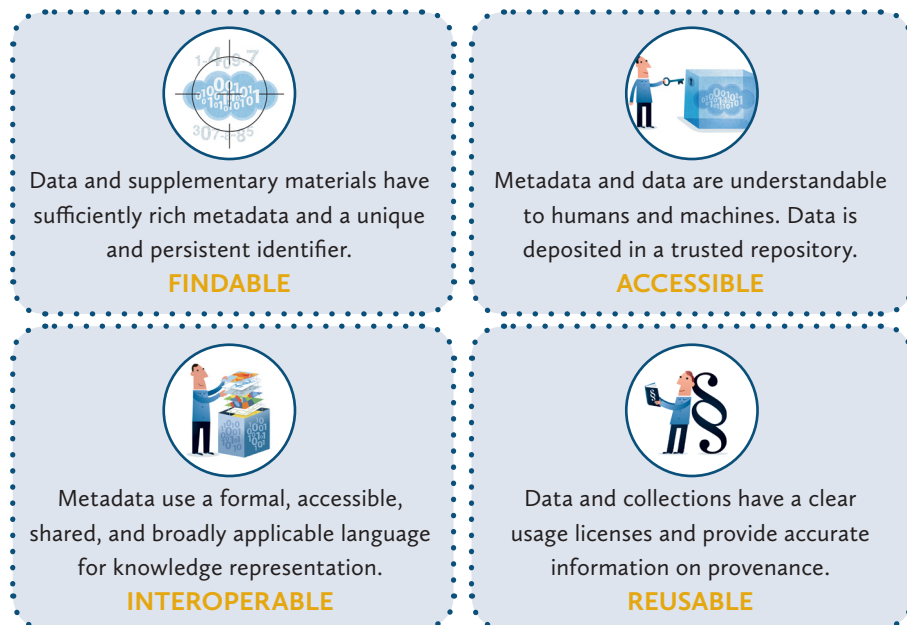 Data and supplementary materials have
sufficiently rich metadata and a unique
and persistent identifier.
FINDABLE
Metadata and data are understandable
to humans and machines. Data is
deposited in a trusted repository.
ACCESSIBLE
Metadata use a formal, accessible,
shared, and broadly applicable language
for knowledge representation.
INTEROPERABLE
Data and collections have a clear
usage licenses and provide accurate
information on provenance.
REUSABLE